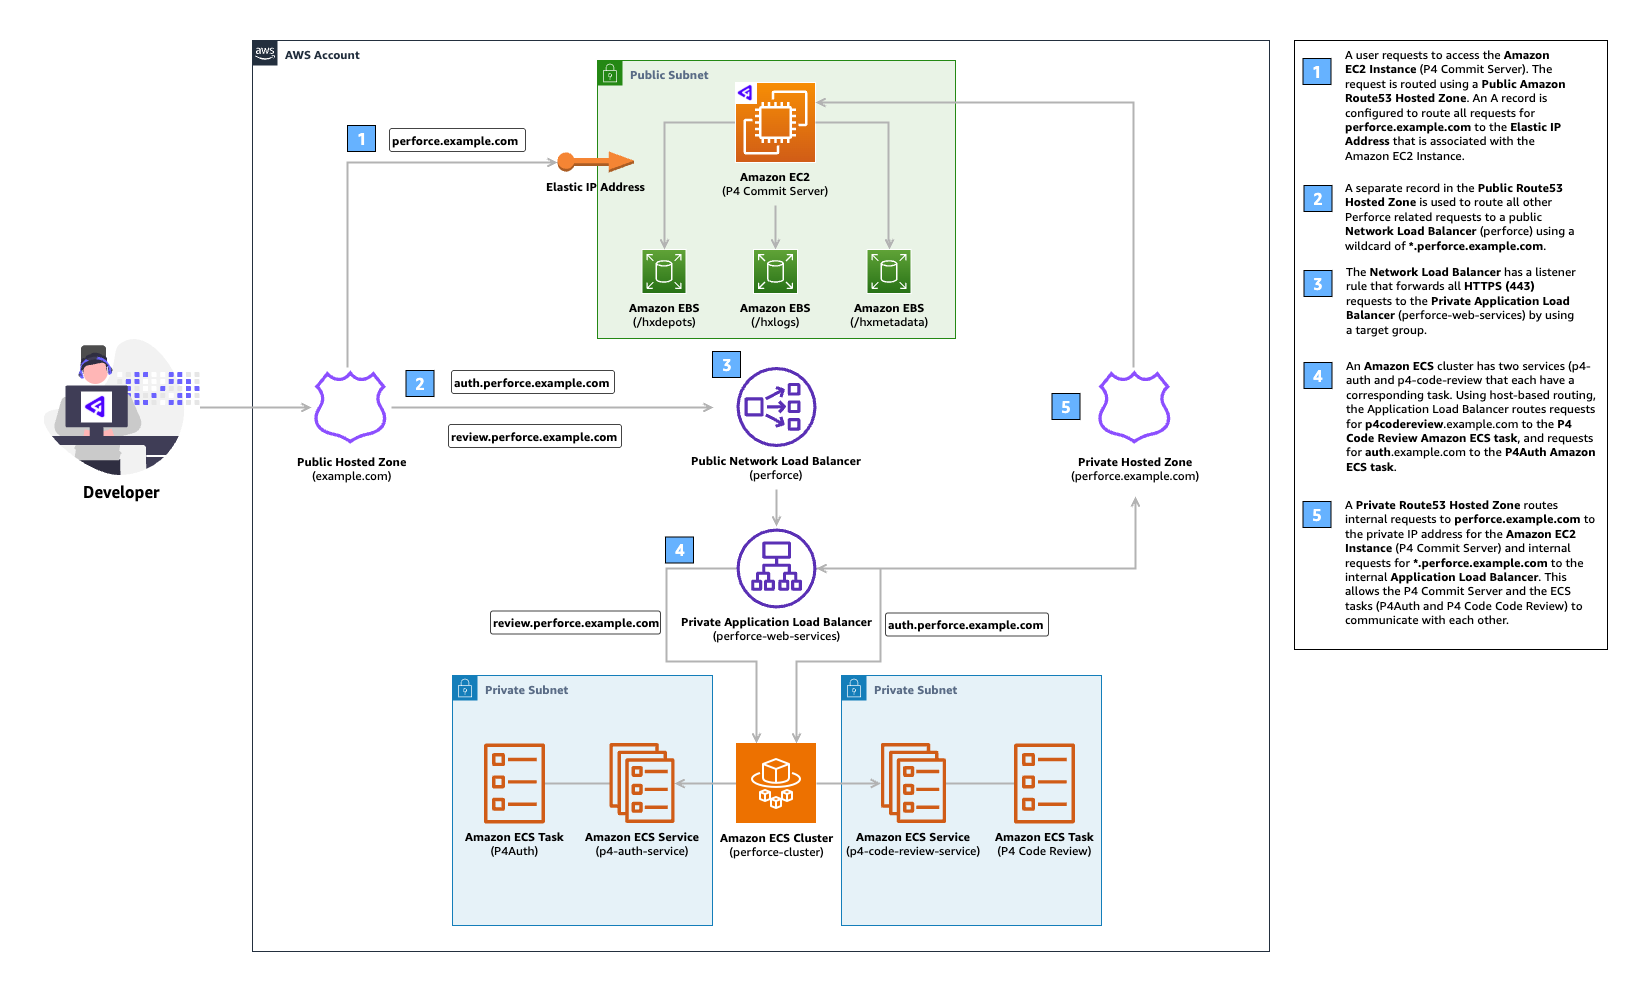 aws
AWS Account
Public Subnet
1
perforce.example.com
Elastic IP Address
Amazon EC2
(P4 Commit Server)
Amazon EBS
(/hxdepots)
Amazon EBS
(/hxlogs)
Amazon EBS
(/hxmetadata)
Developer
Public Hosted Zone
(example.com)
2
auth.perforce.example.com
review.perforce.example.com
3
Public Network Load Balancer
(perforce)
5
Private Hosted Zone
(perforce.example.com)
4
review.perforce.example.com
Private Application Load Balancer
(perforce-web-services)
auth.perforce.example.com
Private Subnet
Amazon ECS Task
(P4Auth)
Amazon ECS Service
(p4-auth-service)
Amazon ECS Cluster
(perforce-cluster)
Private Subnet
Amazon ECS Service
(p4-code-review-service)
Amazon ECS Task
(P4 Code Review)
1
A user requests to access the Amazon
EC2 Instance (P4 Commit Server). The
request is routed using a Public Amazon
Route53 Hosted Zone. An A record is
configured to route all requests for
perforce.example.com to the Elastic IP
Address that is associated with the
Amazon EC2 Instance.
2
A separate record in the Public Route53
Hosted Zone is used to route all other
Perforce related requests to a public
Network Load Balancer (perforce) using a
wildcard of *.perforce.example.com.
3
The Network Load Balancer has a listener
rule that forwards all HTTPS (443)
requests to the Private Application Load
Balancer (perforce-web-services) by using
a target group.
4
An Amazon ECS cluster has two services (p4-
auth and p4-code-review that each have a
corresponding task. Using host-based routing,
the Application Load Balancer routes requests
for p4codereview.example.com to the P4
Code Review Amazon ECS task, and requests
for auth.example.com to the P4Auth Amazon
ECS task.
5
A Private Route53 Hosted Zone routes
internal requests to perforce.example.com to
the private IP address for the Amazon EC2
Instance (P4 Commit Server) and internal
requests for *.perforce.example.com to the
internal Application Load Balancer. This
allows the P4 Commit Server and the ECS
tasks (P4Auth and P4 Code Code Review) to
communicate with each other.